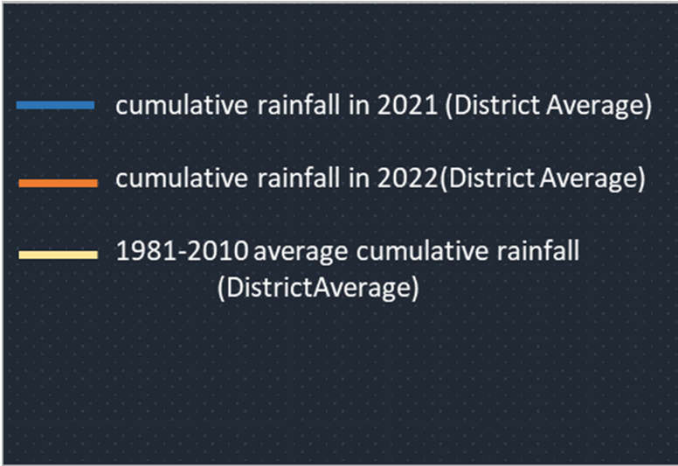 cumulative rainfall in 2021 (District Average)
cumulative rainfall in 2022(District Average)
1981-2010 average cumulative rainfall
(DistrictAverage)